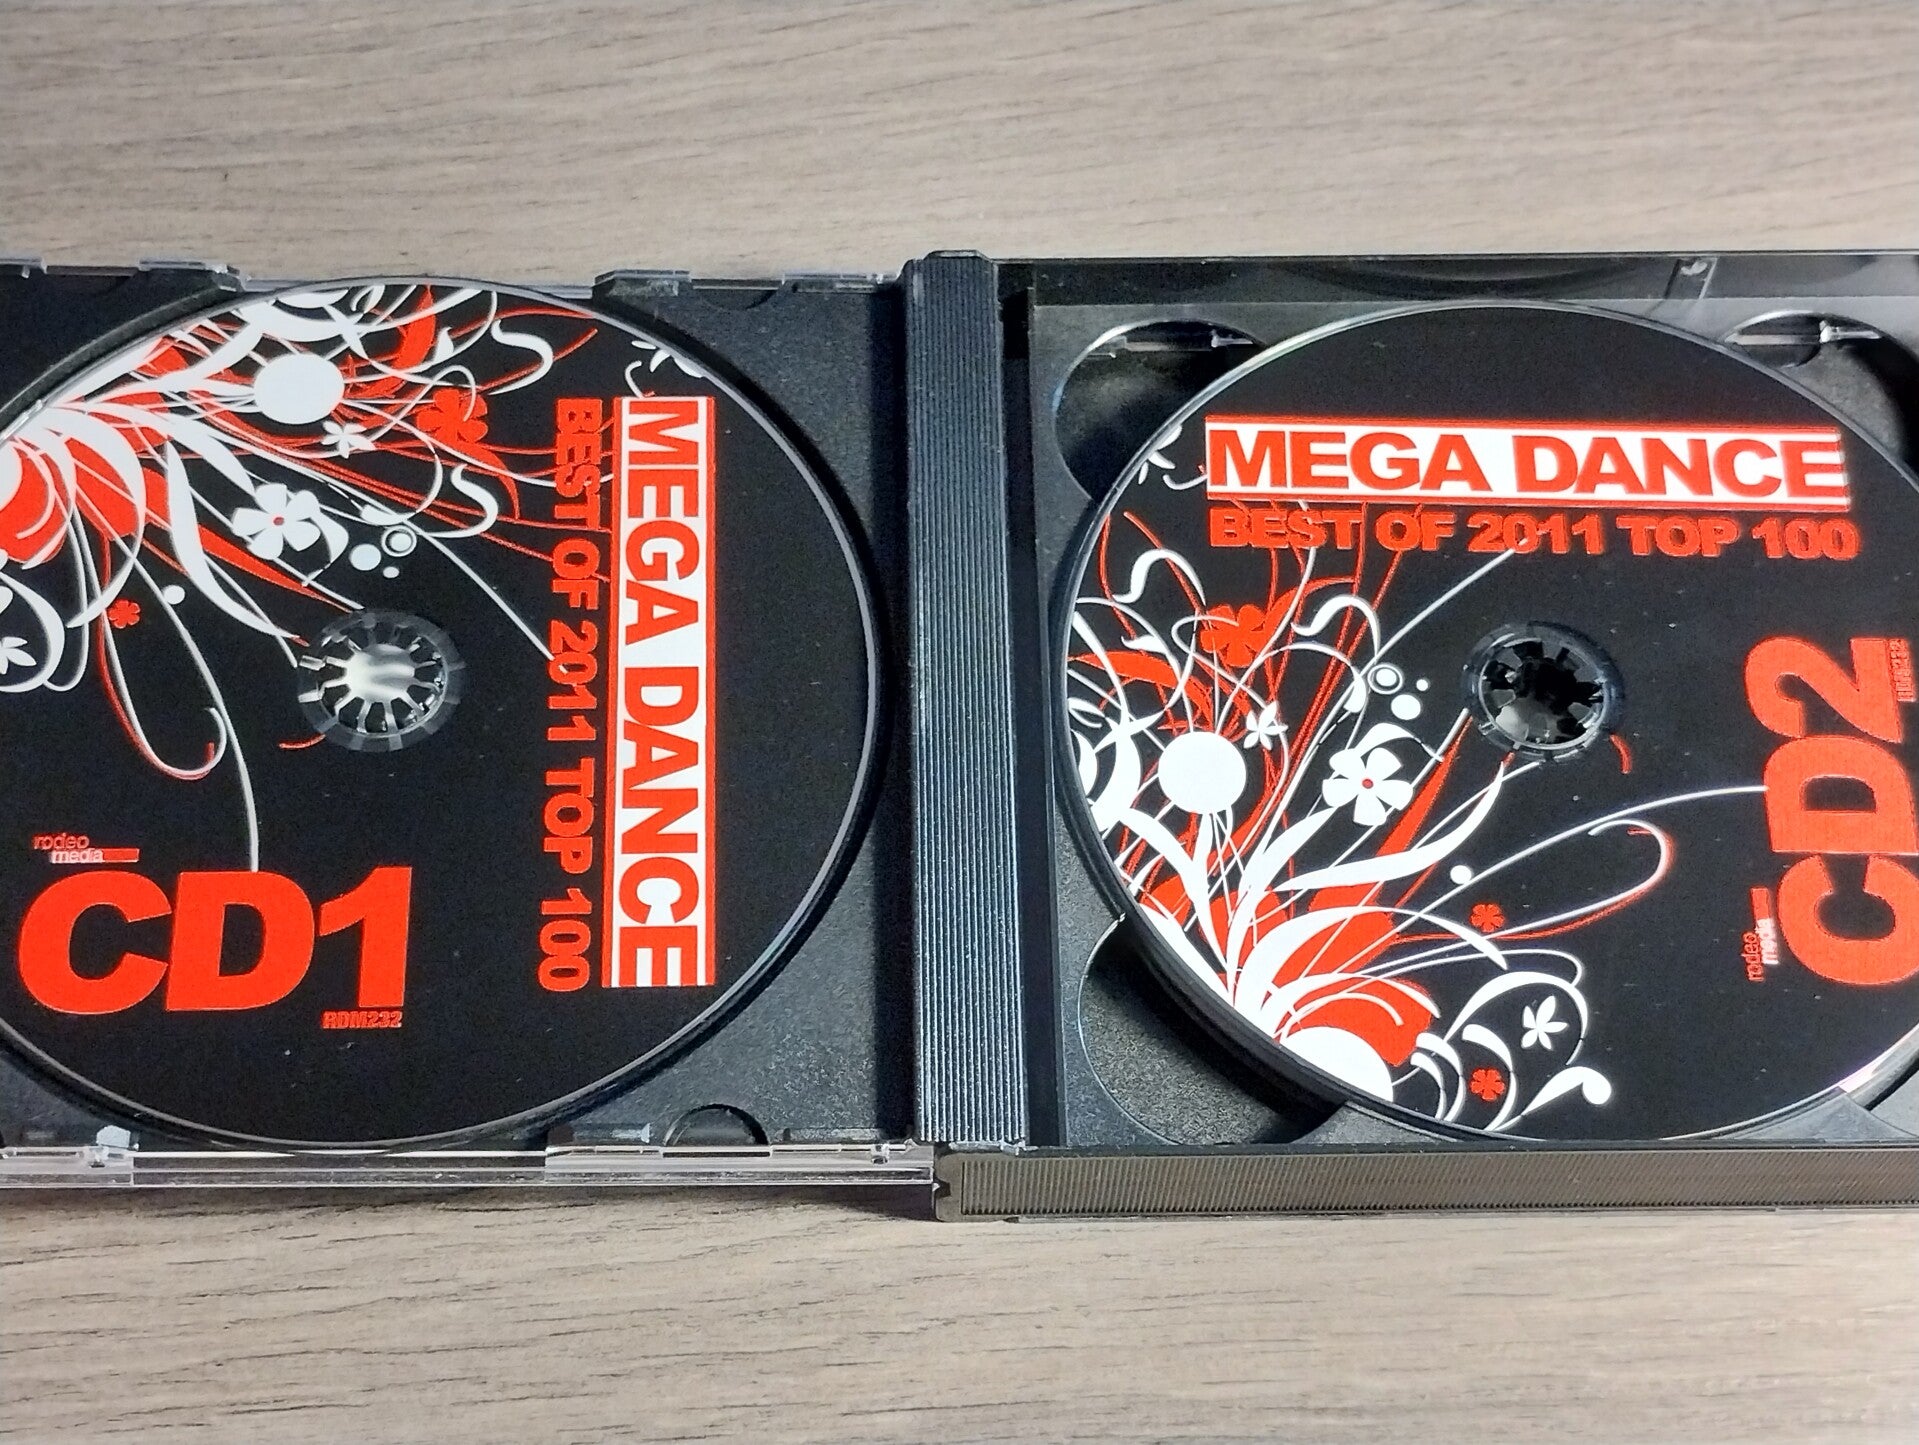 MEGA DANCE
BEST OF 2011 TOP 100
rodeo
media
CD1
RDM232
MEGA DANCE
BEST OF 2011 TOP 100
CD2
RDM232
rodeo
media